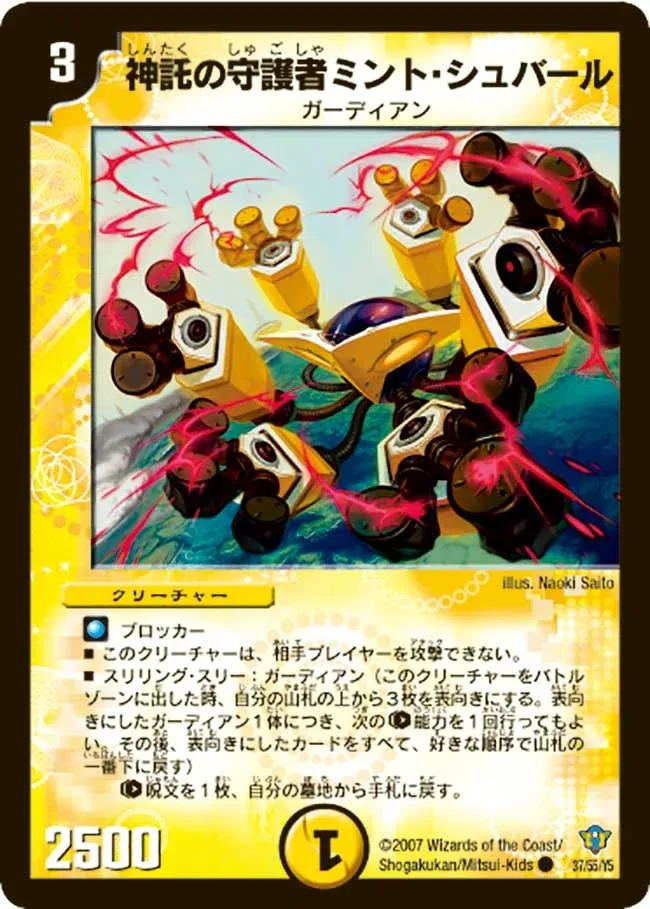 3
しんたく しゅごしゃ
神託の守護者ミント・シュバール
ガーディアン
illus. Naoki Saito
クリーチャー
ブロッカー
■ このクリーチャーは、相手プレイヤーを攻撃できない。
■ スリリング・スリー：ガーディアン（このクリーチャーをバトル
ゾーンに出した時、自分の山札の上から3枚を表向きにする。表向
きにしたガーディアン1体につき、次の 能力を1回行ってもよ
い。その後、表向きにしたカードをすべて、好きな順序で山札の
一番下に戻す）
呪文を1枚、自分の墓地から手札に戻す。
2500
1
©2007 Wizards of the Coast/
Shogakukan/Mitsui-Kids
37/55/Y5